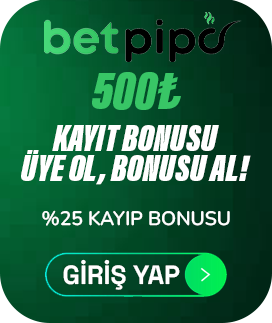 betpipo
500₺
KAYIT BONUSU
ÜYE OL, BONUSU AL!
%25 KAYIP BONUSU
GİRİŞ YAP